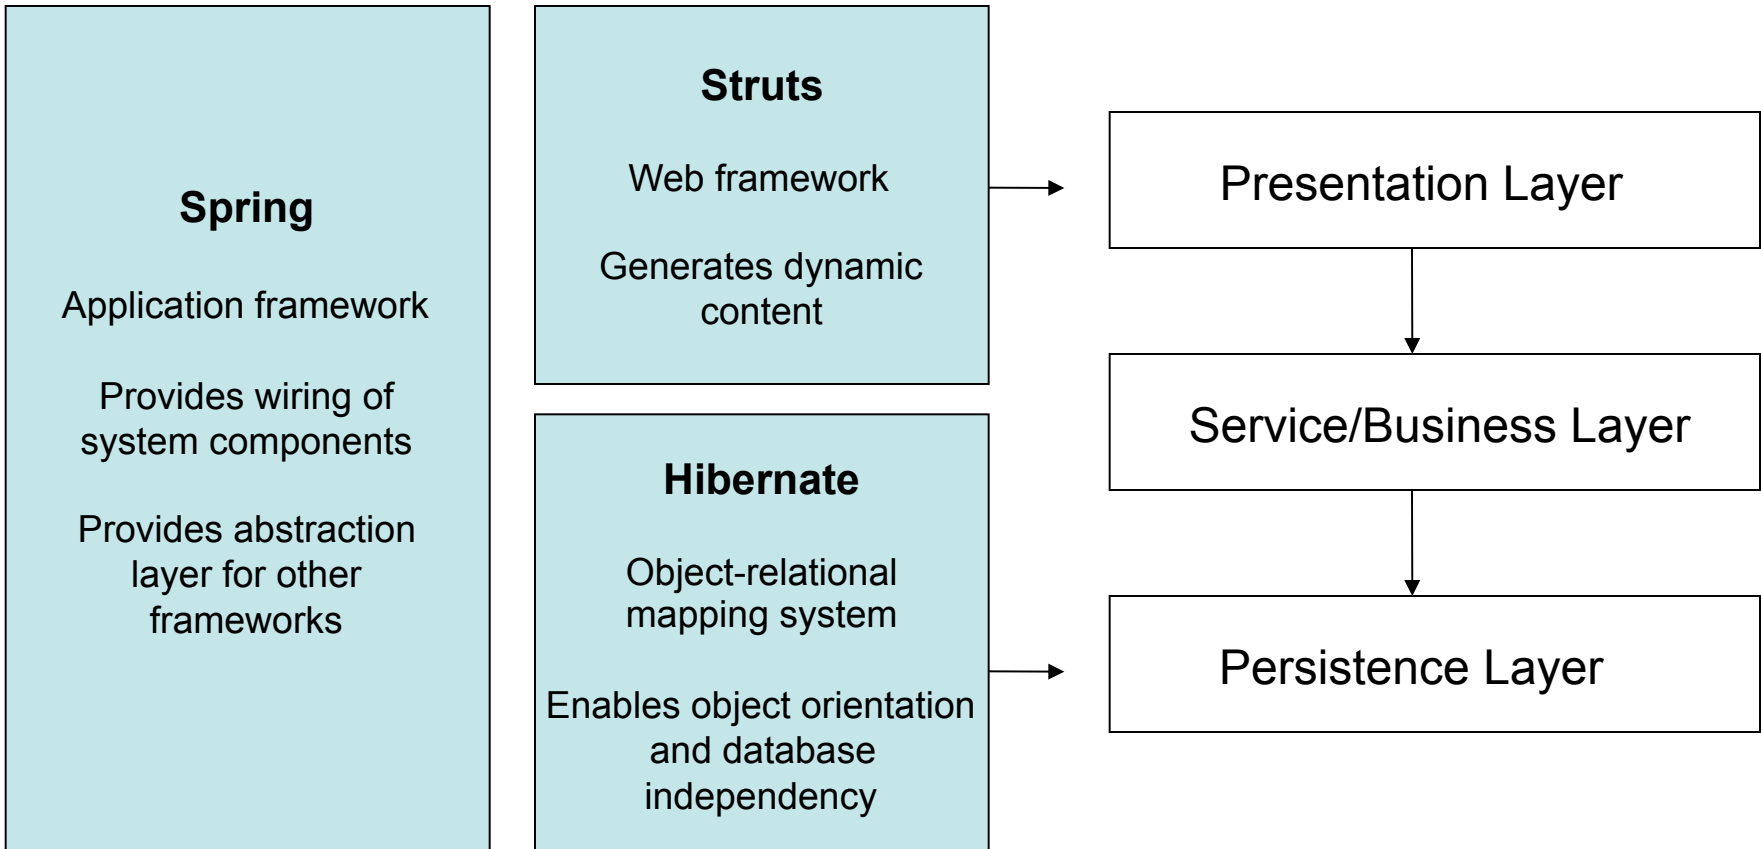 Spring
Application framework
Provides wiring of
system components
Provides abstraction
layer for other
frameworks
Struts
Web framework
Generates dynamic
content
Hibernate
Object-relational
mapping system
Enables object orientation
and database
independency
Presentation Layer
Service/Business Layer
Persistence Layer